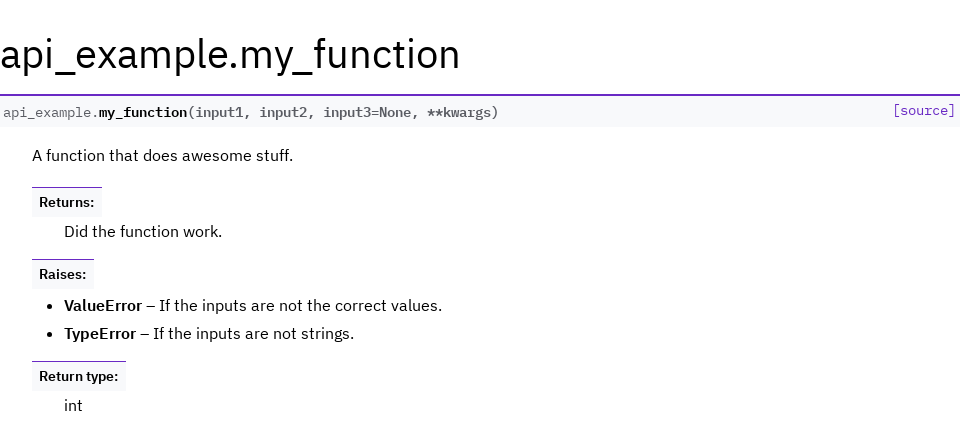 api_example.my_function
api_example.my_function(input1, input2, input3=None, **kwargs) [source]
A function that does awesome stuff.
Returns:
Did the function work.
Raises:
• ValueError – If the inputs are not the correct values.
• TypeError – If the inputs are not strings.
Return type:
int